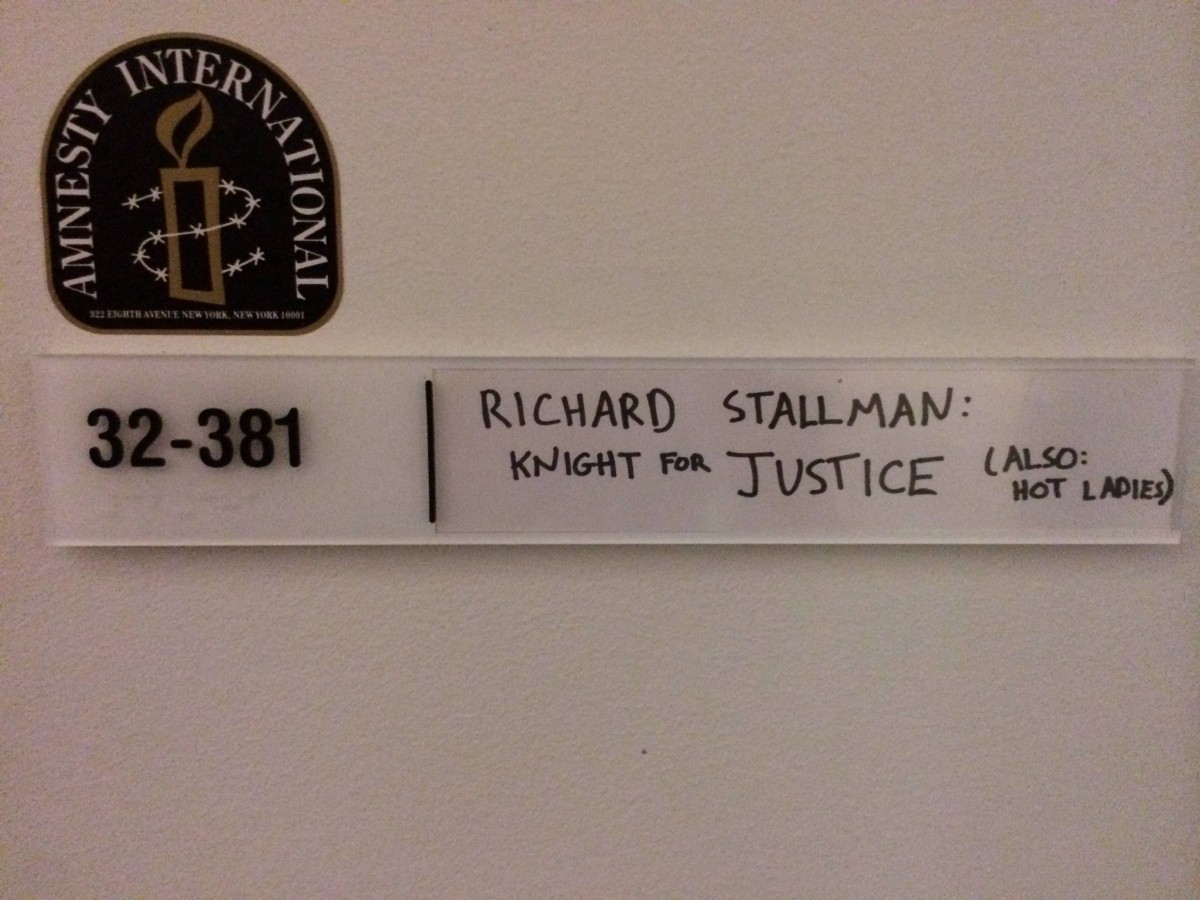 AMNESTY INTERNATIONAL
322 EIGHTH AVENUE NEW YORK, NEW YORK 10001
32-381
RICHARD STALLMAN:
KNIGHT FOR JUSTICE (ALSO:
HOT LADIES)